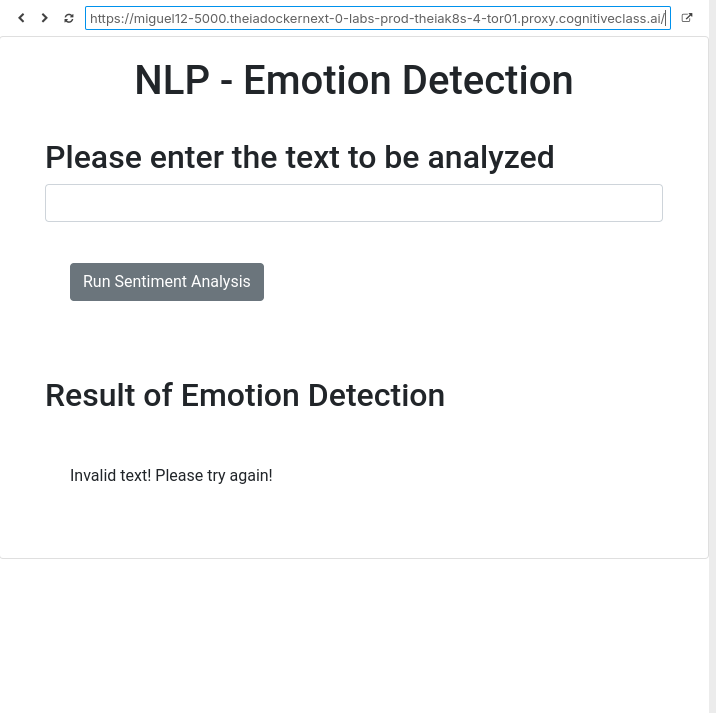 https://miguel12-5000.theiadockernext-0-labs-prod-theiak8s-4-tor01.proxy.cognitiveclass.ai/
NLP - Emotion Detection
Please enter the text to be analyzed
Run Sentiment Analysis
Result of Emotion Detection
Invalid text! Please try again!